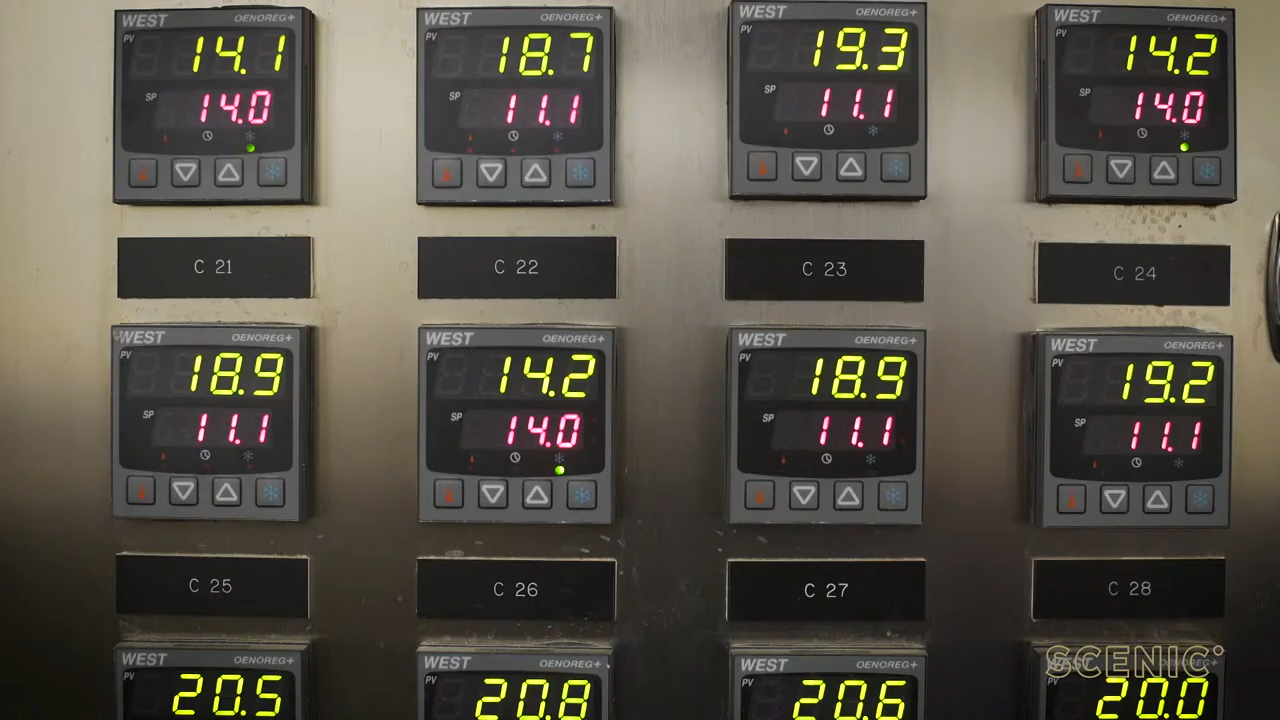 WEST OENOREG+
PV 14.1
SP 14.0
WEST OENOREG+
PV 18.7
SP 11.1
WEST OENOREG+
PV 19.3
SP 11.1
WEST OENOREG+
PV 14.2
SP 14.0
C 21
C 22
C 23
C 24
WEST OENOREG+
PV 18.9
SP 11.1
WEST OENOREG+
PV 14.2
SP 14.0
WEST OENOREG+
PV 18.9
SP 11.1
WEST OENOREG+
PV 19.2
SP 11.1
C 25
C 26
C 27
C 28
WEST OENOREG+
PV 20.5
WEST OENOREG+
PV 20.8
WEST OENOREG+
PV 20.6
WEST OENOREG+
PV 20.0
SCENIC